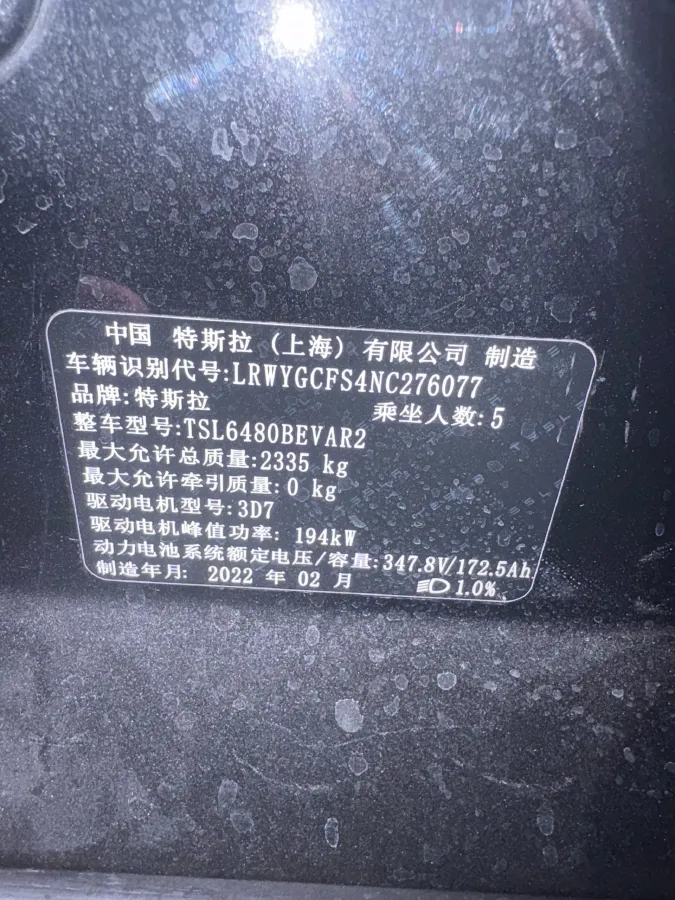 中国 特斯拉（上海）有限公司 制造
车辆识别代号:LRWYGCFS4NC276077
品牌:特斯拉 乘坐人数:5
整车型号:TSL6480BEVAR2
最大允许总质量:2335 kg
最大允许牵引质量:0 kg
驱动电机型号:3D7
驱动电机峰值功率: 194kW
动力电池系统额定电压/容量:347.8V/172.5Ah
制造年月: 2022 年 02 月 1.0%